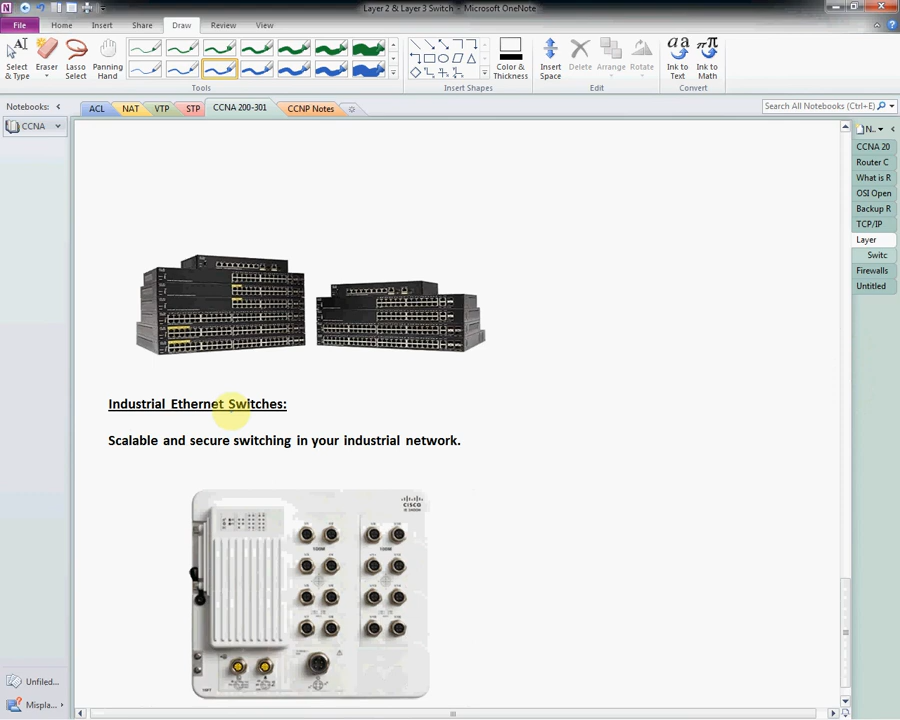 Layer 2 & Layer 3 Switch - Microsoft OneNote
File Home Insert Share Draw Review View
Select & Type
Eraser
Lasso Select
Panning Hand
Color & Thickness
Insert Space
Delete
Arrange
Rotate
Ink to Text
Ink to Math
Tools
Insert Shapes
Edit
Convert
Notebooks:
ACL NAT VTP STP CCNA 200-301 CCNP Notes
Search All Notebooks (Ctrl+E)
CCNA
N..
CCNA 20
Router C
What is R
OSI Open
Backup R
TCP/IP
Layer
Switc
Firewalls
Untitled
Industrial Ethernet Switches:
Scalable and secure switching in your industrial network.
CISCO
Unfiled...
Mispla...